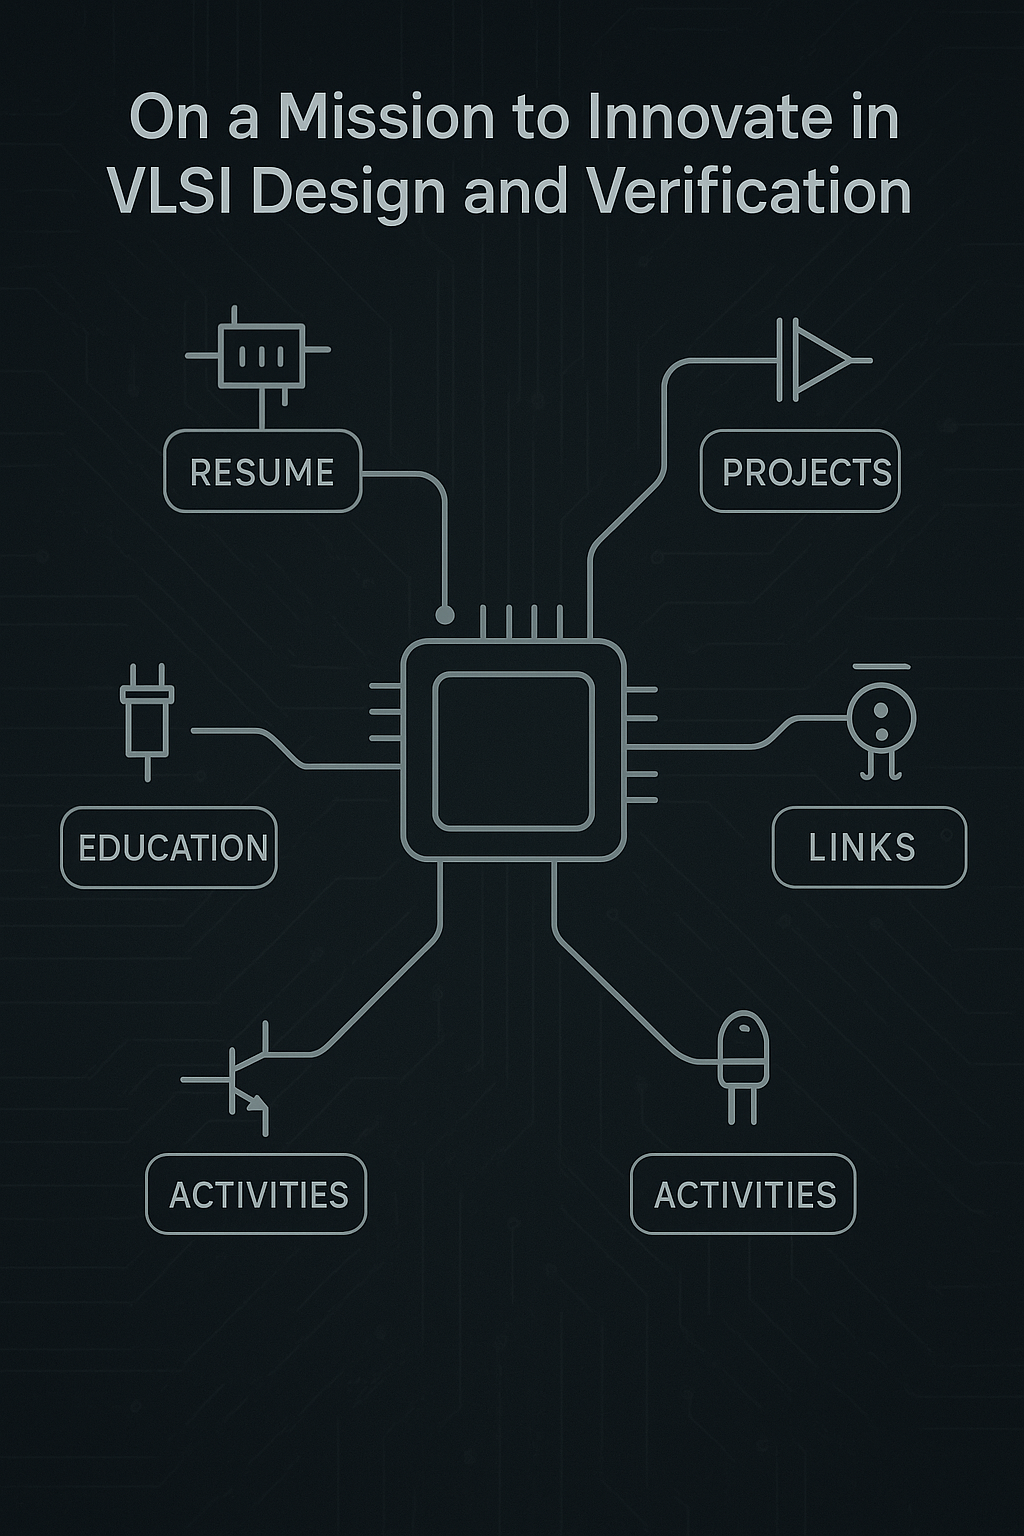 On a Mission to Innovate in
VLSI Design and Verification
RESUME
PROJECTS
EDUCATION
LINKS
ACTIVITIES
ACTIVITIES